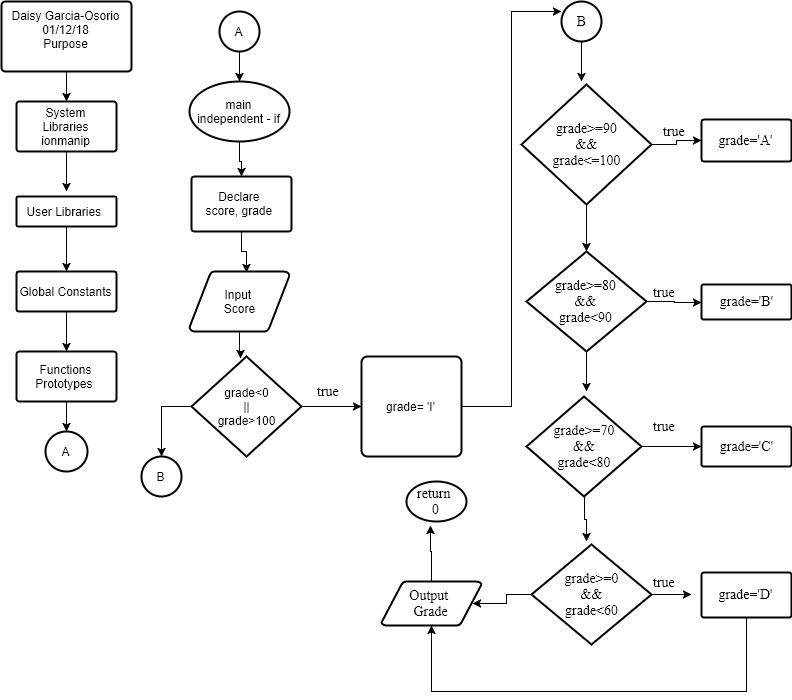 Daisy Garcia-Osorio
01/12/18
Purpose
System
Libraries
ionmanip
User Libraries
Global Constants
Functions
Prototypes
A
A
main
independent - if
Declare
score, grade
Input
Score
grade<0
||
grade>100
true
B
grade= 'I'
B
grade>=90
&&
grade<=100
true
grade='A'
grade>=80
&&
grade<90
true
grade='B'
grade>=70
&&
grade<80
true
grade='C'
grade>=0
&&
grade<60
true
grade='D'
Output
Grade
return
0